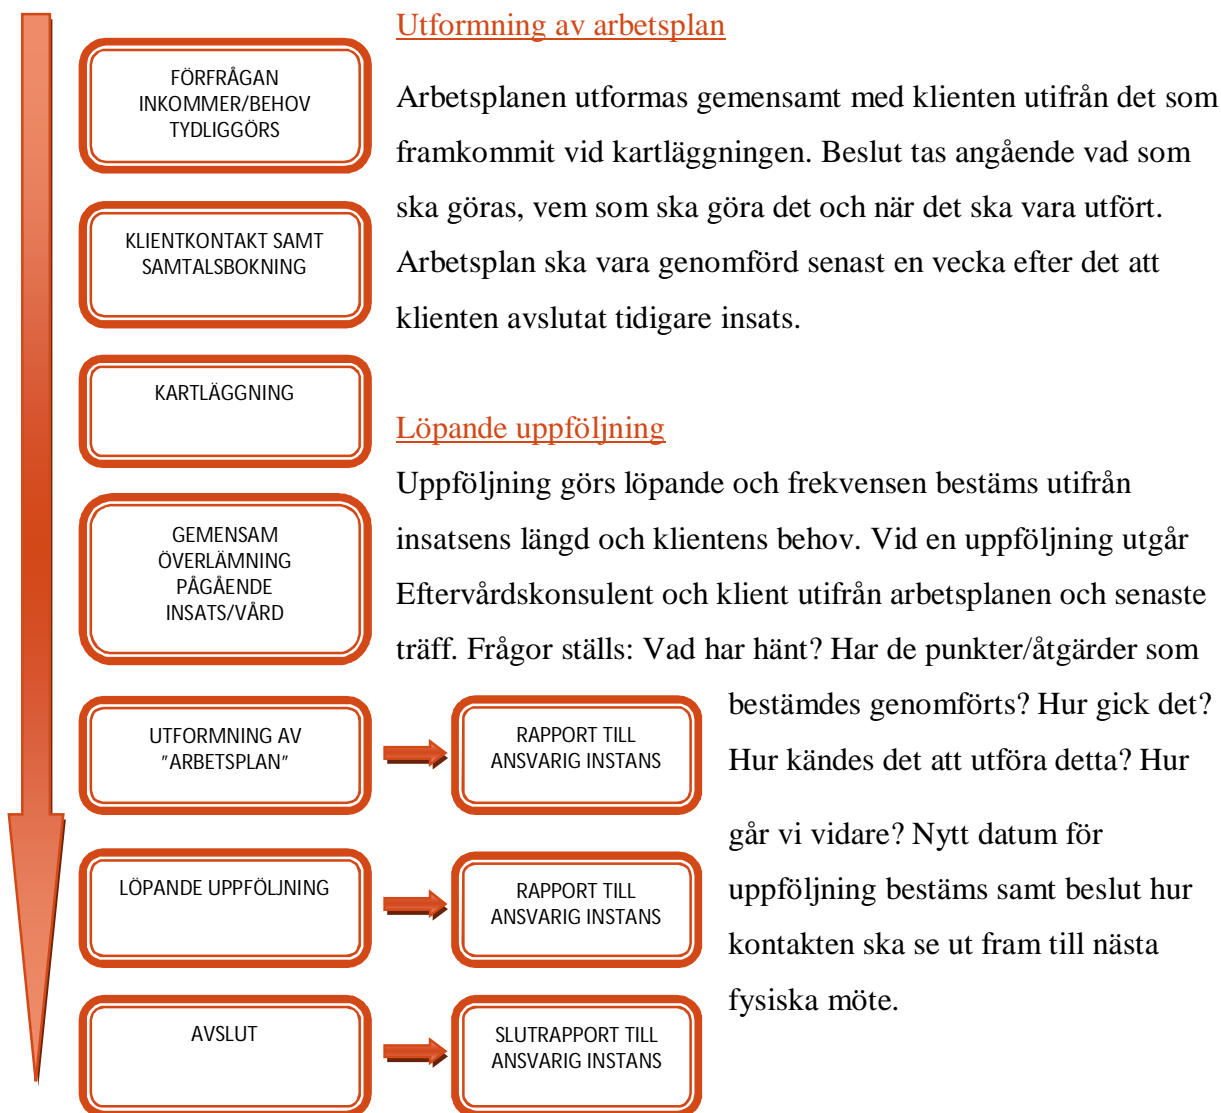 Utformning av arbetsplan
Arbetsplanen utformas gemensamt med klienten utifrån det som
framkommit vid kartläggningen. Beslut tas angående vad som
ska göras, vem som ska göra det och när det ska vara utfört.
Arbetsplan ska vara genomförd senast en vecka efter det att
klienten avslutat tidigare insats.
Löpande uppföljning
Uppföljning görs löpande och frekvensen bestäms utifrån
insatsens längd och klientens behov. Vid en uppföljning utgår
Eftervårdskonsulent och klient utifrån arbetsplanen och senaste
träff. Frågor ställs: Vad har hänt? Har de punkter/åtgärder som
bestämdes genomförts? Hur gick det?
Hur kändes det att utföra detta? Hur
går vi vidare? Nytt datum för
uppföljning bestäms samt beslut hur
kontakten ska se ut fram till nästa
fysiska möte.
FÖRFRÅGAN
INKOMMER/BEHOV
TYDLIGGÖRS
KLIENTKONTAKT SAMT
SAMTALSBOKNING
KARTLÄGGNING
GEMENSAM
ÖVERLÄMNING
PÅGÅENDE
INSATS/VÅRD
UTFORMNING AV
"ARBETSPLAN"
RAPPORT TILL
ANSVARIG INSTANS
LÖPANDE UPPFÖLJNING
RAPPORT TILL
ANSVARIG INSTANS
AVSLUT
SLUTRAPPORT TILL
ANSVARIG INSTANS